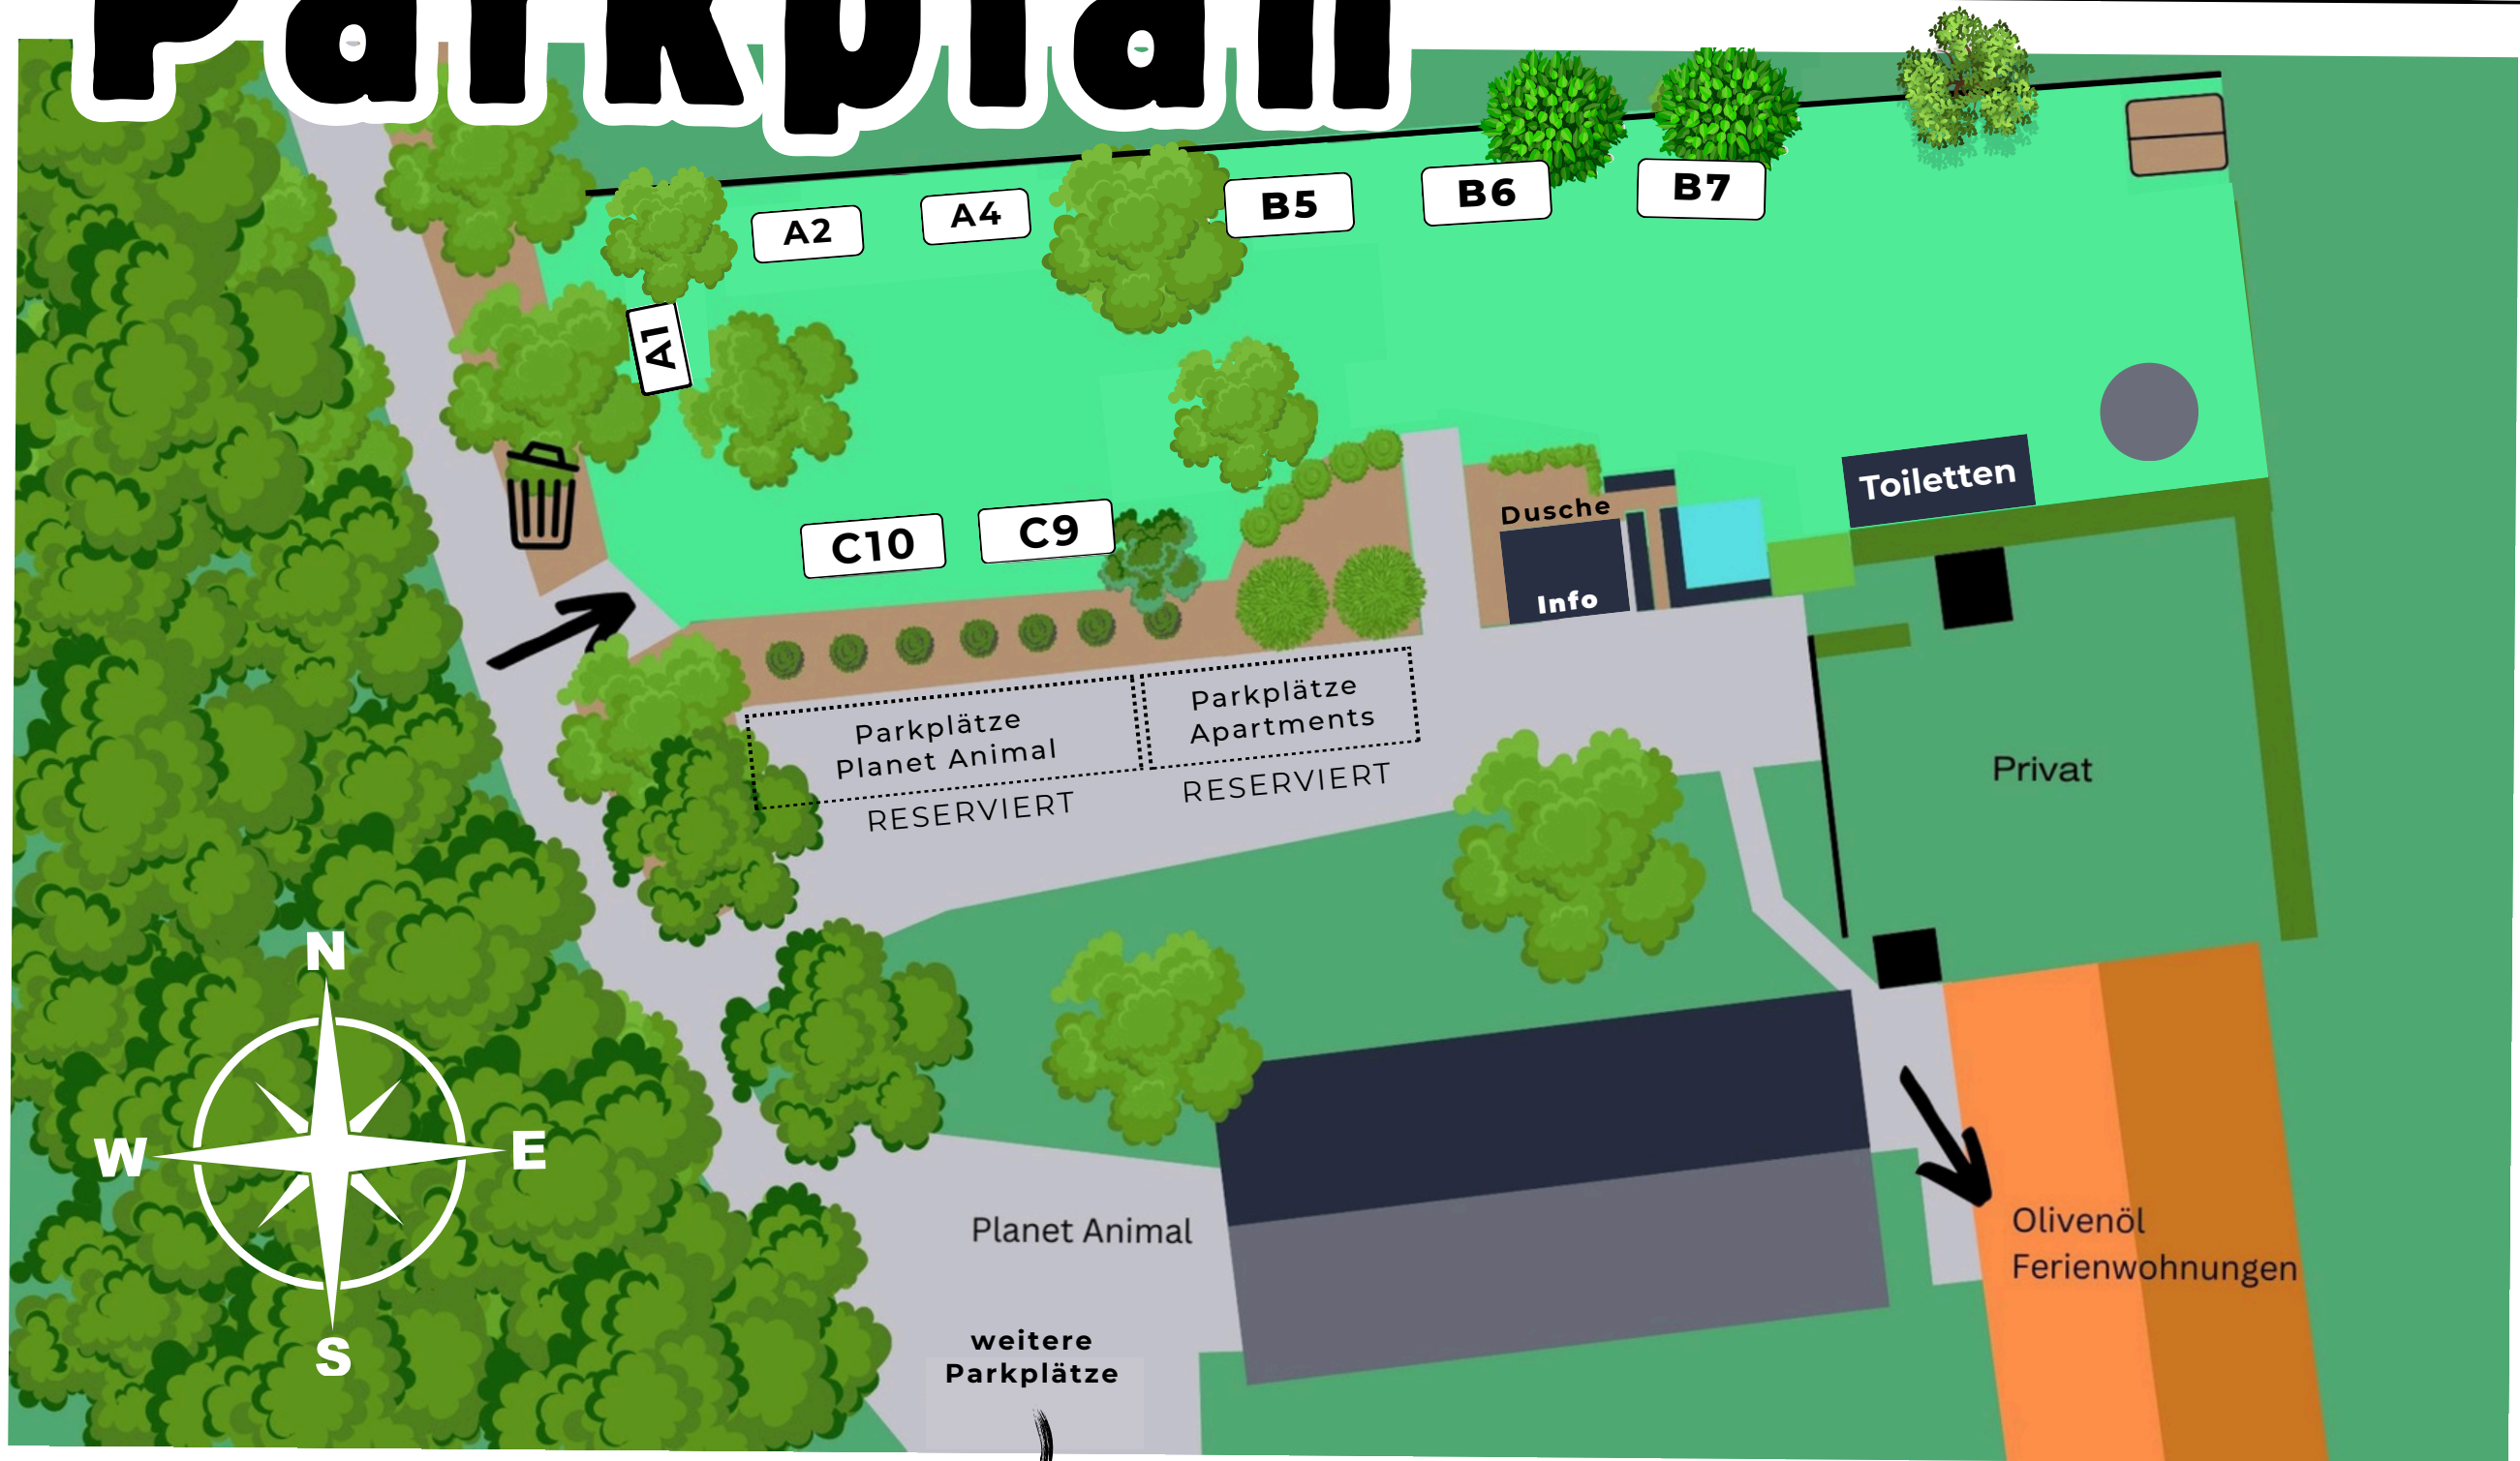 Parkplan
A2
A4
B5
B6
B7
A1
C10
C9
Toiletten
Dusche
Info
Parkplätze
Planet Animal
RESERVIERT
Parkplätze
Apartments
RESERVIERT
Privat
N
W
E
S
Planet Animal
Olivenöl
Ferienwohnungen
weitere
Parkplätze